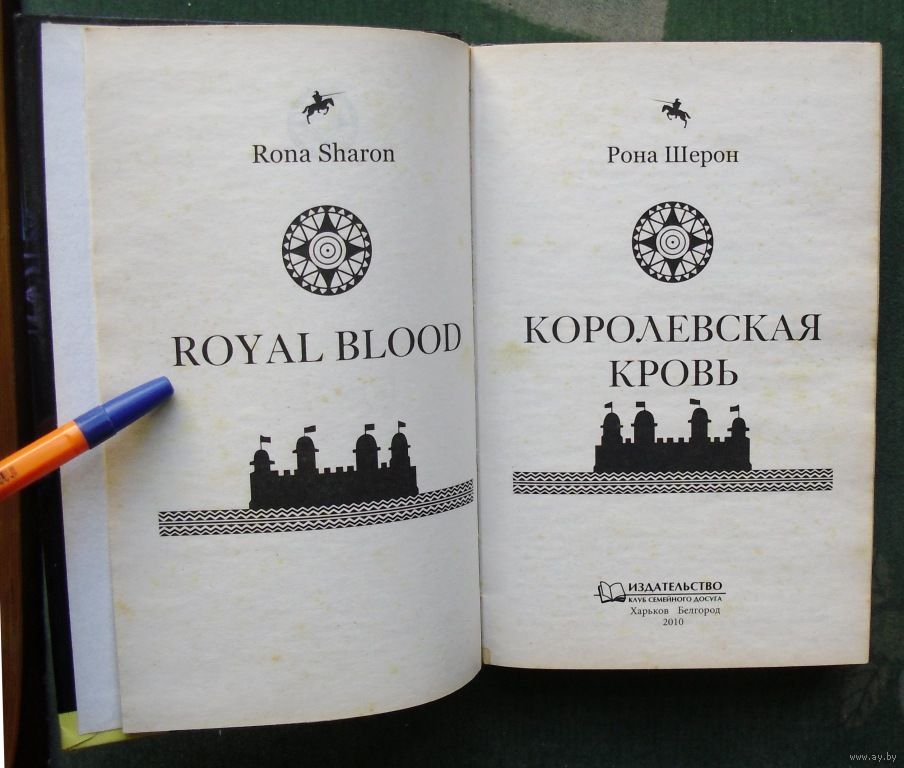 Rona Sharon
ROYAL BLOOD
Рона Шерон
КОРОЛЕВСКАЯ
КРОВЬ
ИЗДАТЕЛЬСТВО
КЛУБ СЕМЕЙНОГО ДОСУГА
Харьков Белгород
2010
www.ay.by